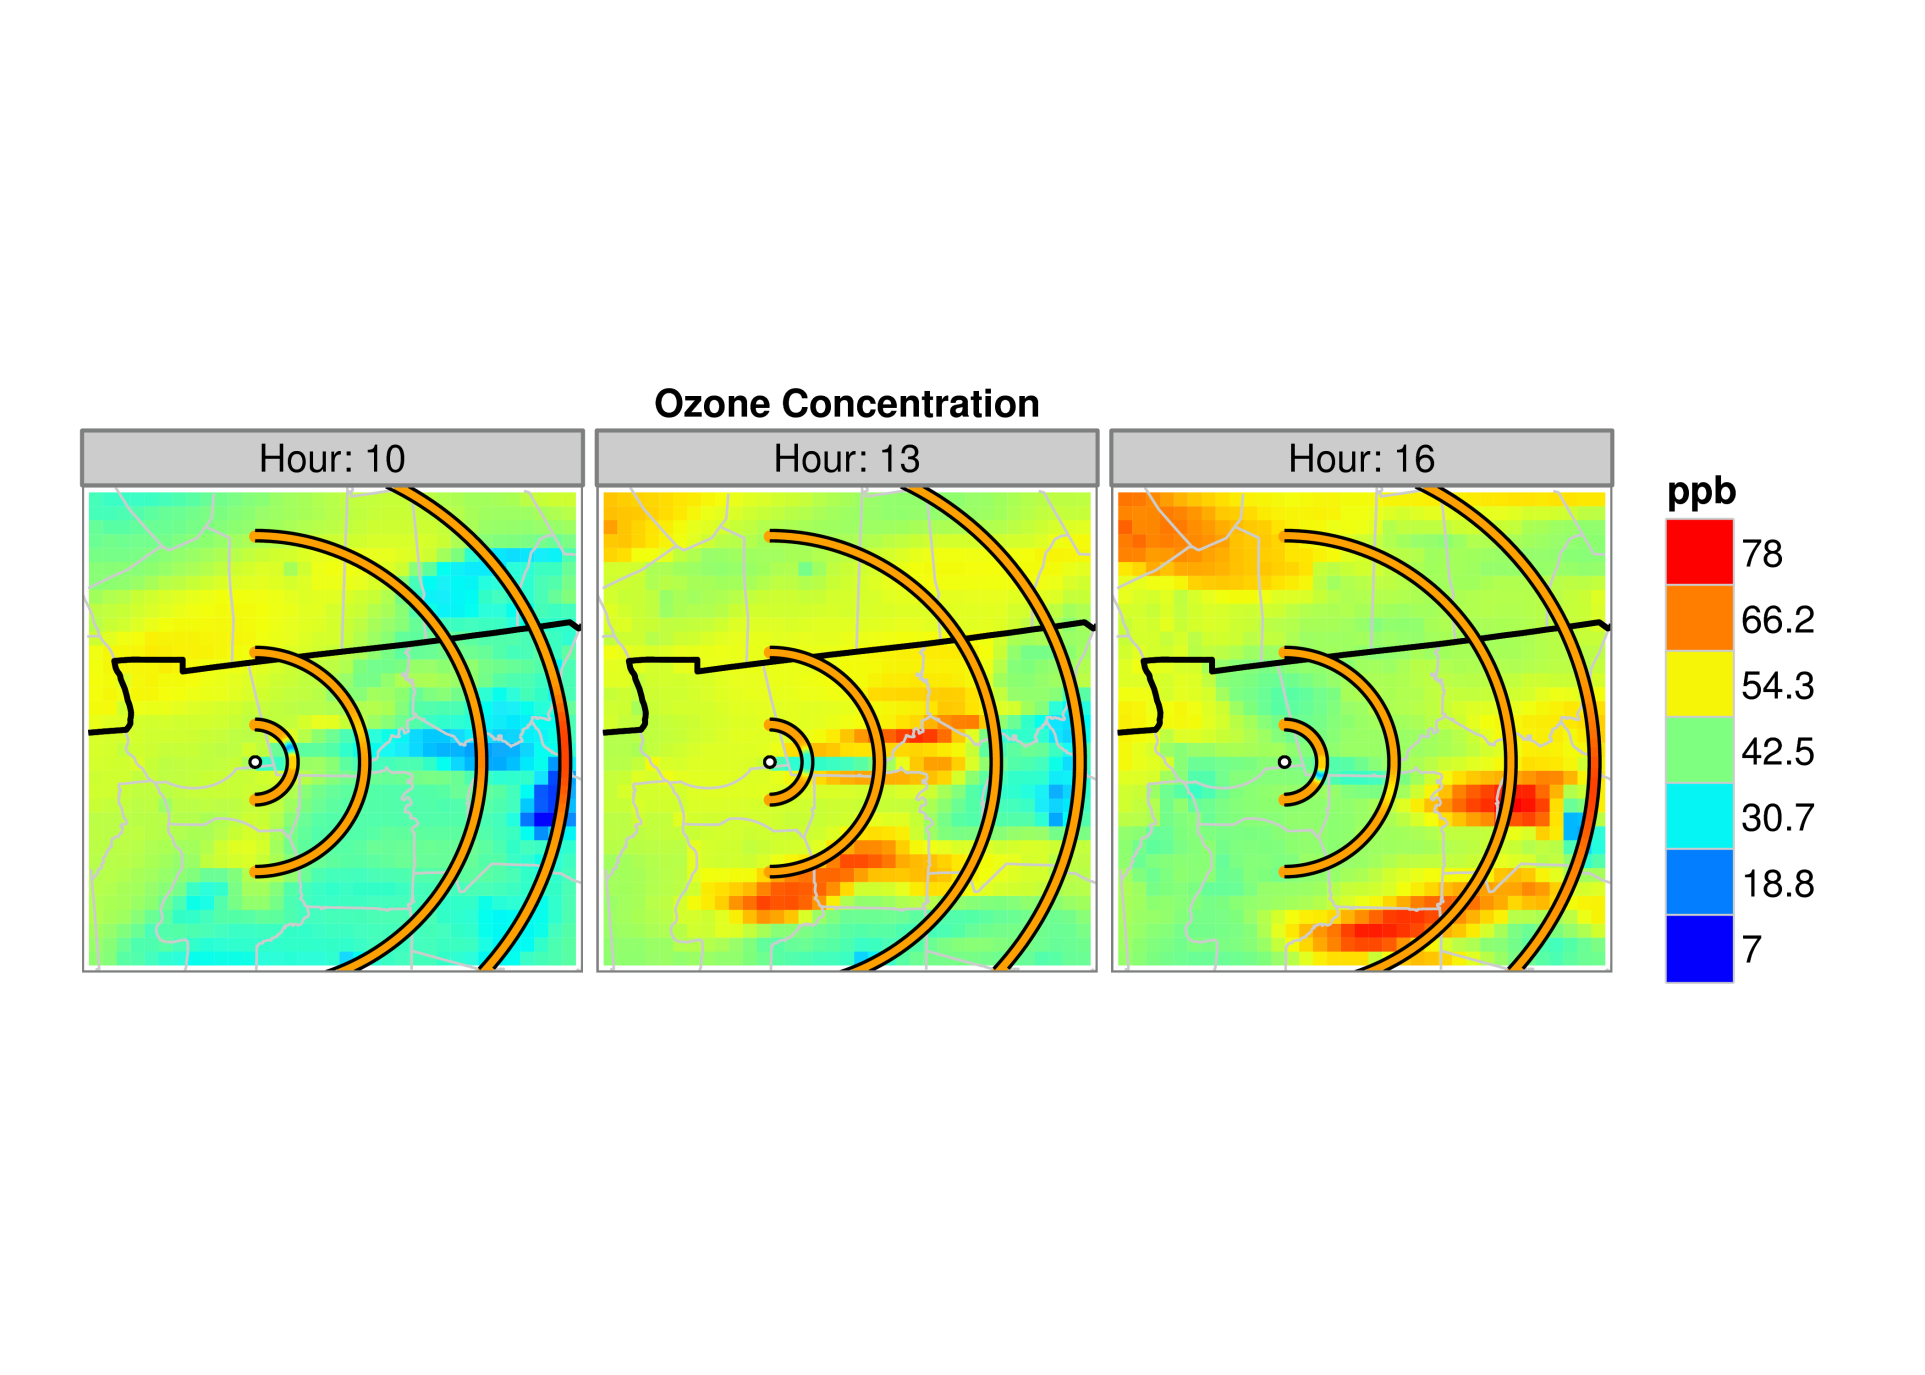 Ozone Concentration
Hour: 10
Hour: 13
Hour: 16
ppb
78
66.2
54.3
42.5
30.7
18.8
7